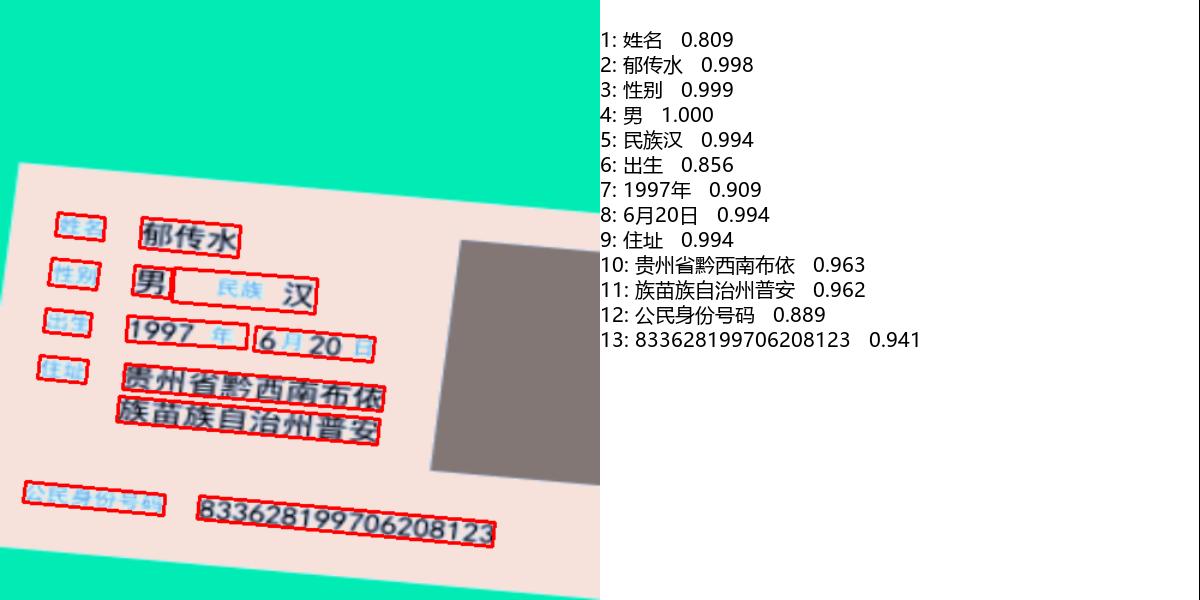 姓名 郁传水
性别 男 民族 汉
出生 1997 年 6 月 20 日
住址 贵州省黔西南布依
族苗族自治州普安
公民身份号码 833628199706208123
1: 姓名 0.809
2: 郁传水 0.998
3: 性别 0.999
4: 男 1.000
5: 民族汉 0.994
6: 出生 0.856
7: 1997年 0.909
8: 6月20日 0.994
9: 住址 0.994
10: 贵州省黔西南布依 0.963
11: 族苗族自治州普安 0.962
12: 公民身份号码 0.889
13: 833628199706208123 0.941